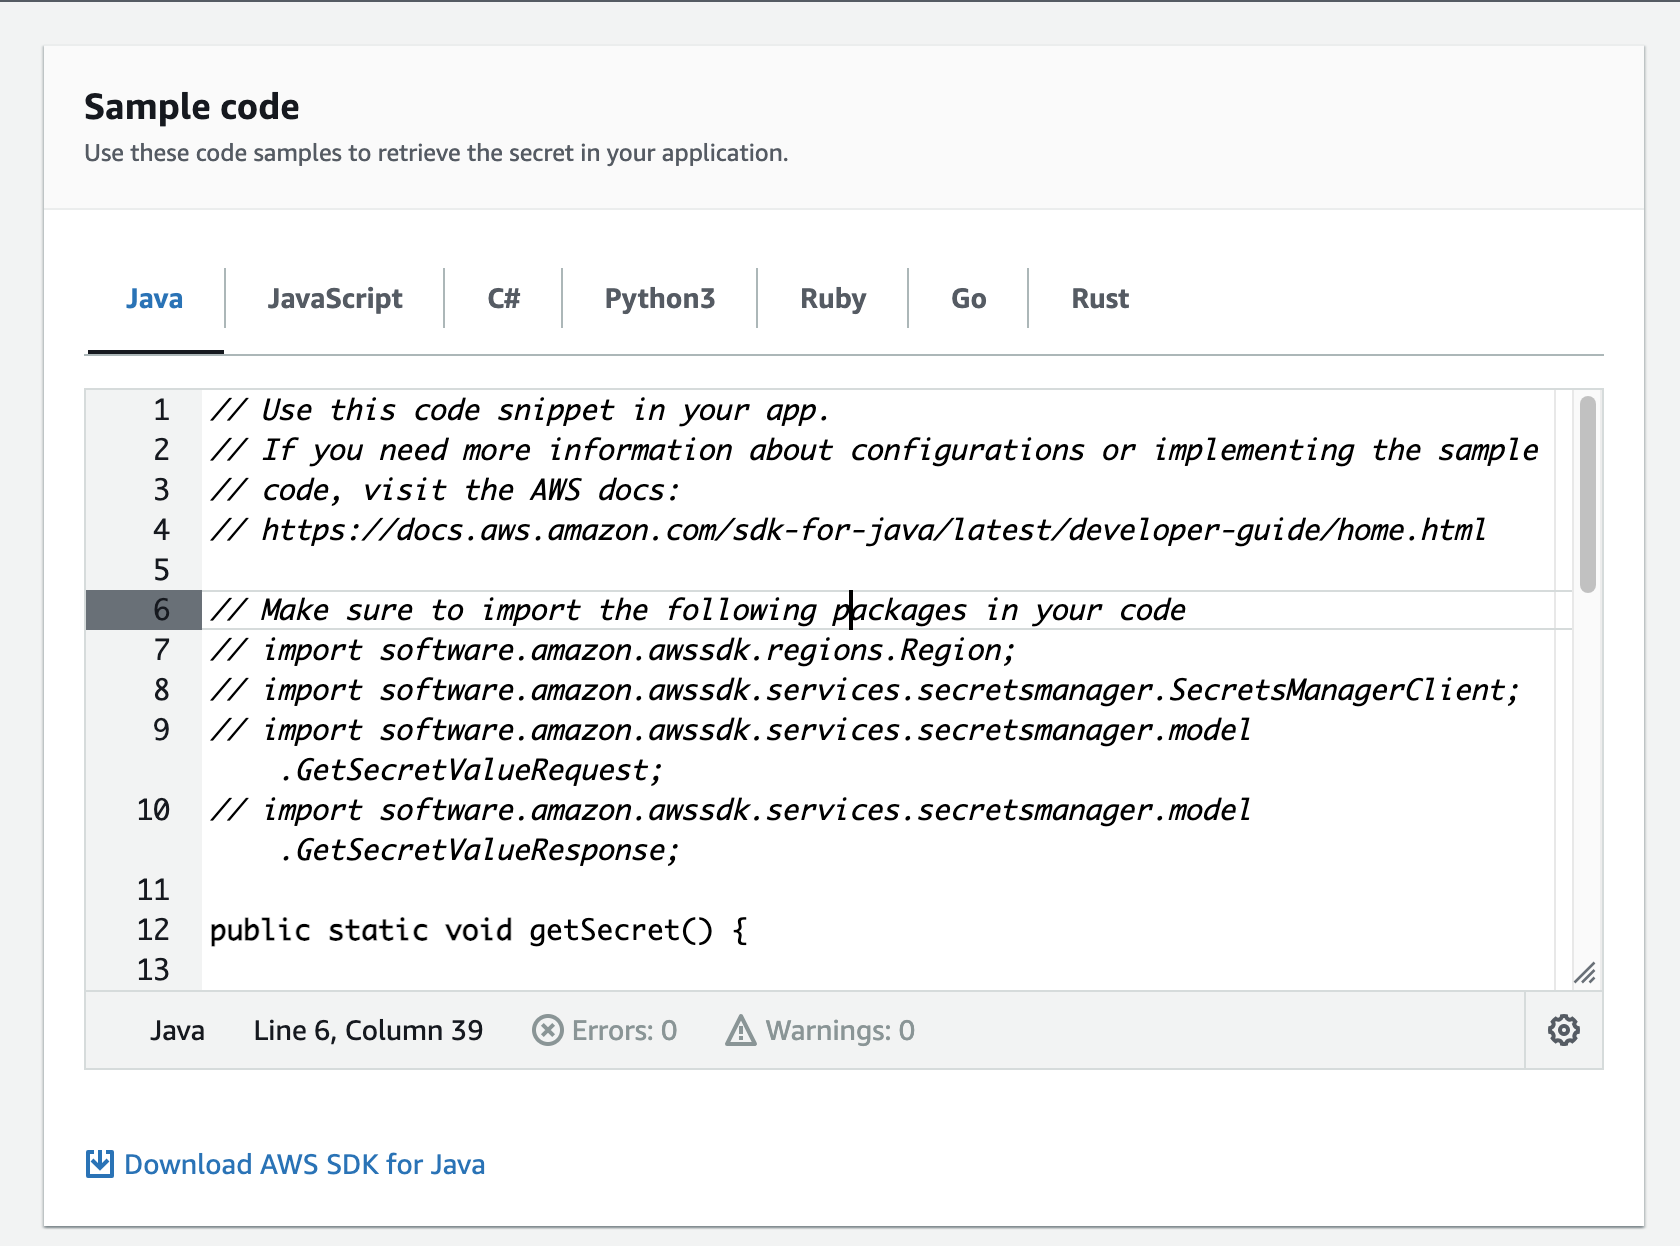 Sample code
Use these code samples to retrieve the secret in your application.
Java JavaScript C# Python3 Ruby Go Rust
1 // Use this code snippet in your app.
2 // If you need more information about configurations or implementing the sample
3 // code, visit the AWS docs:
4 // https://docs.aws.amazon.com/sdk-for-java/latest/developer-guide/home.html
5
6 // Make sure to import the following packages in your code
7 // import software.amazon.awssdk.regions.Region;
8 // import software.amazon.awssdk.services.secretsmanager.SecretsManagerClient;
9 // import software.amazon.awssdk.services.secretsmanager.model
.GetSecretValueRequest;
10 // import software.amazon.awssdk.services.secretsmanager.model
.GetSecretValueResponse;
11
12 public static void getSecret() {
13
Java Line 6, Column 39 Errors: 0 Warnings: 0
Download AWS SDK for Java